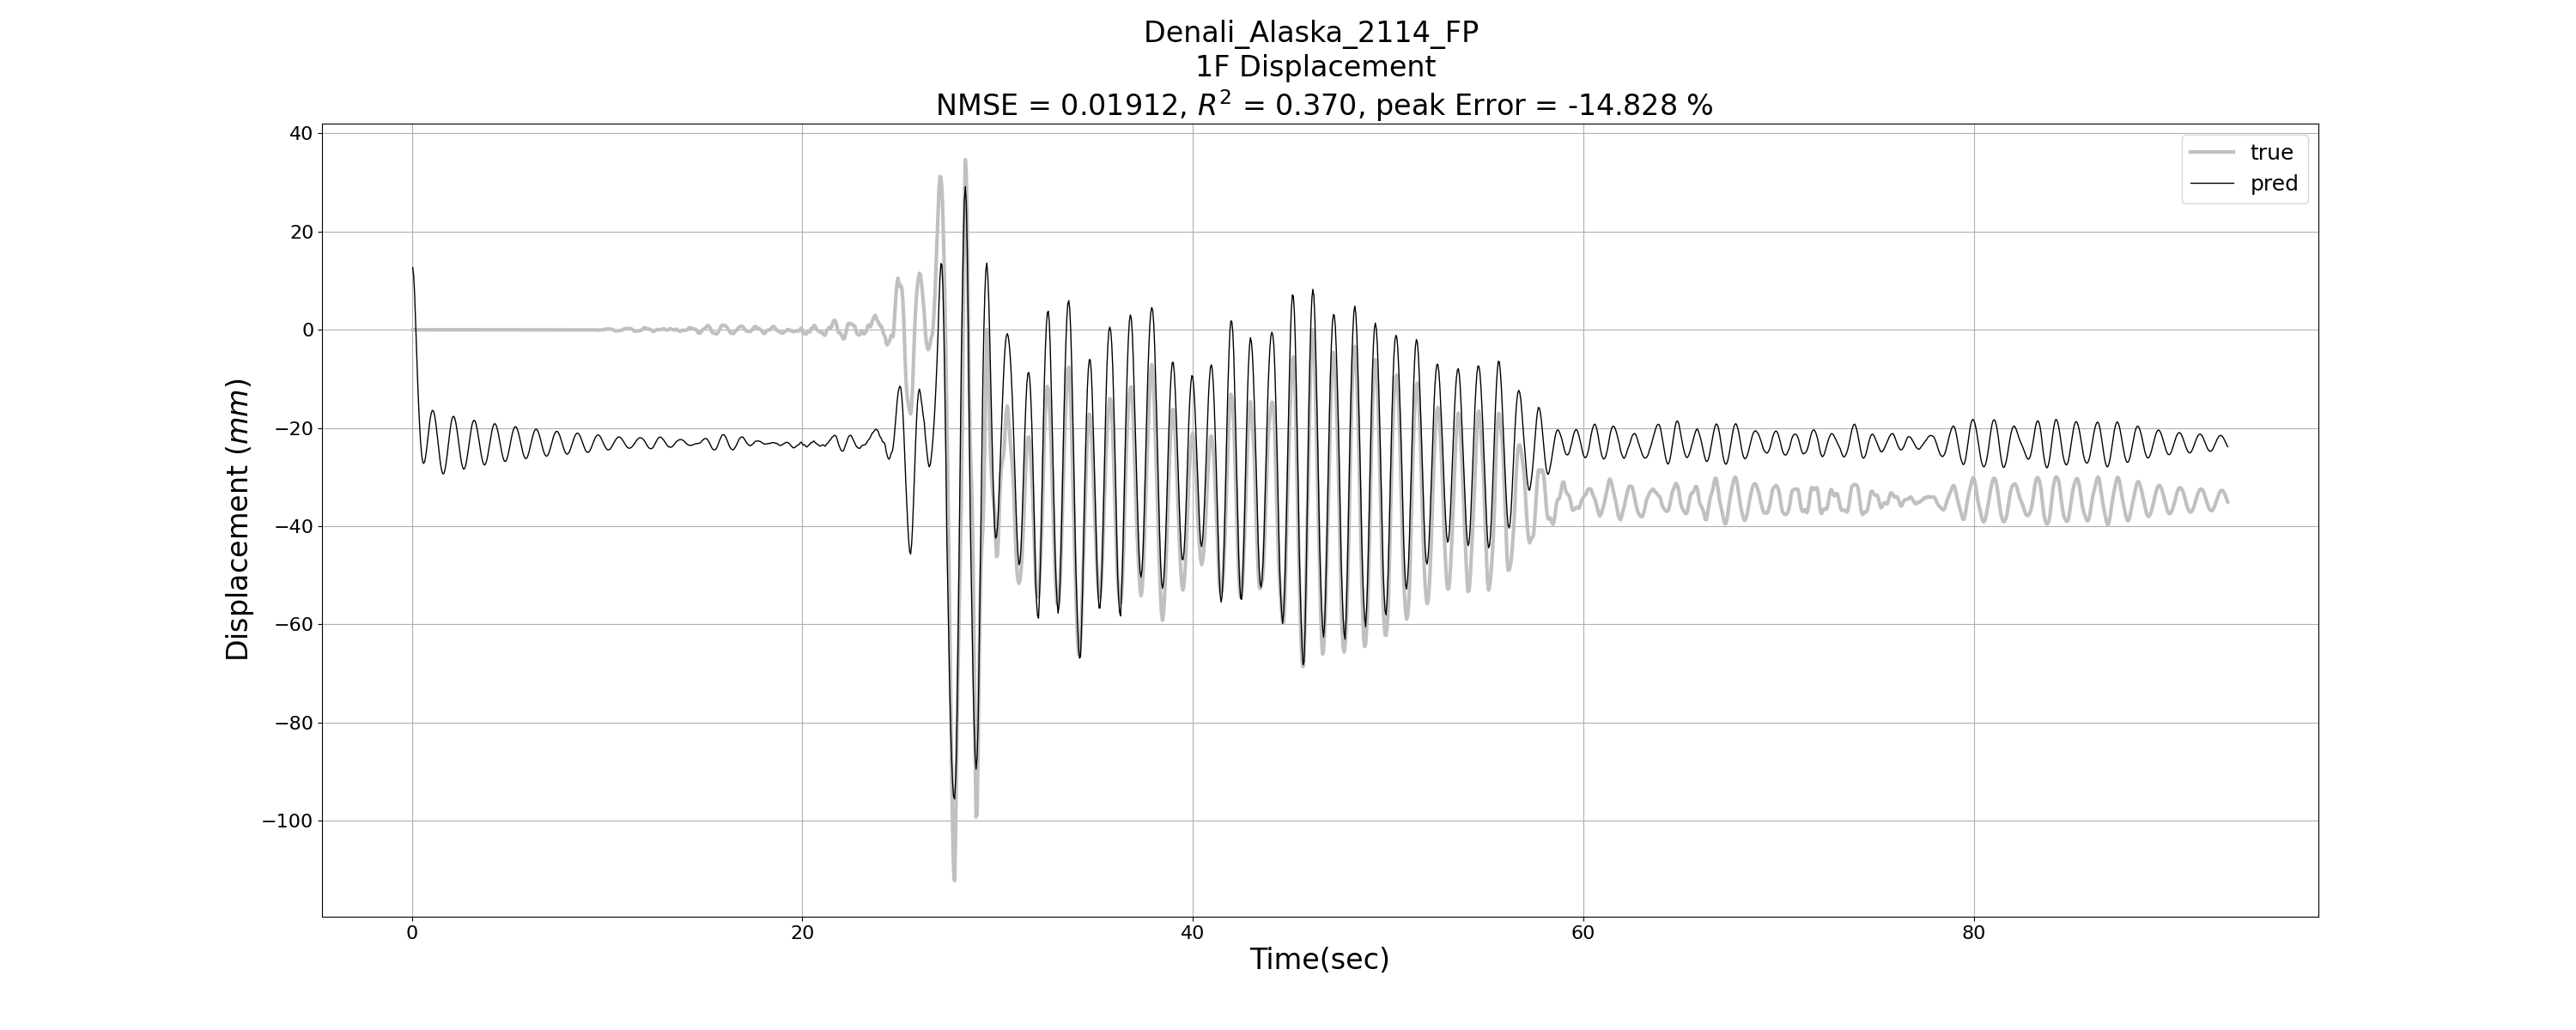 Denali_Alaska_2114_FP
1F Displacement
NMSE = 0.01912, R² = 0.370, peak Error = -14.828 %
40
20
0
−20
−40
−60
−80
−100
Displacement (mm)
true
pred
0 20 40 60 80
Time(sec)